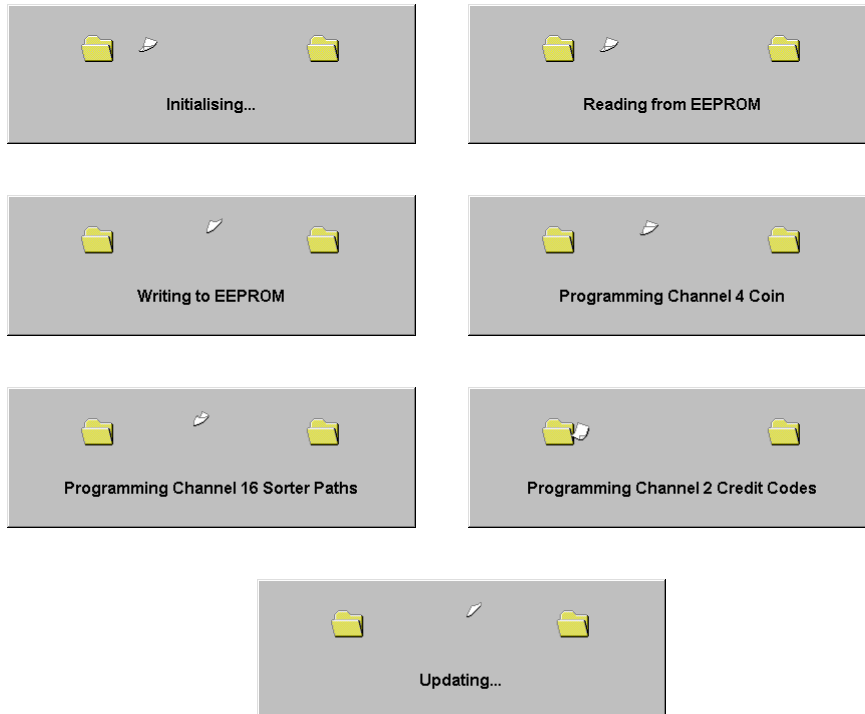 Initialising...
Reading from EEPROM
Writing to EEPROM
Programming Channel 4 Coin
Programming Channel 16 Sorter Paths
Programming Channel 2 Credit Codes
Updating...